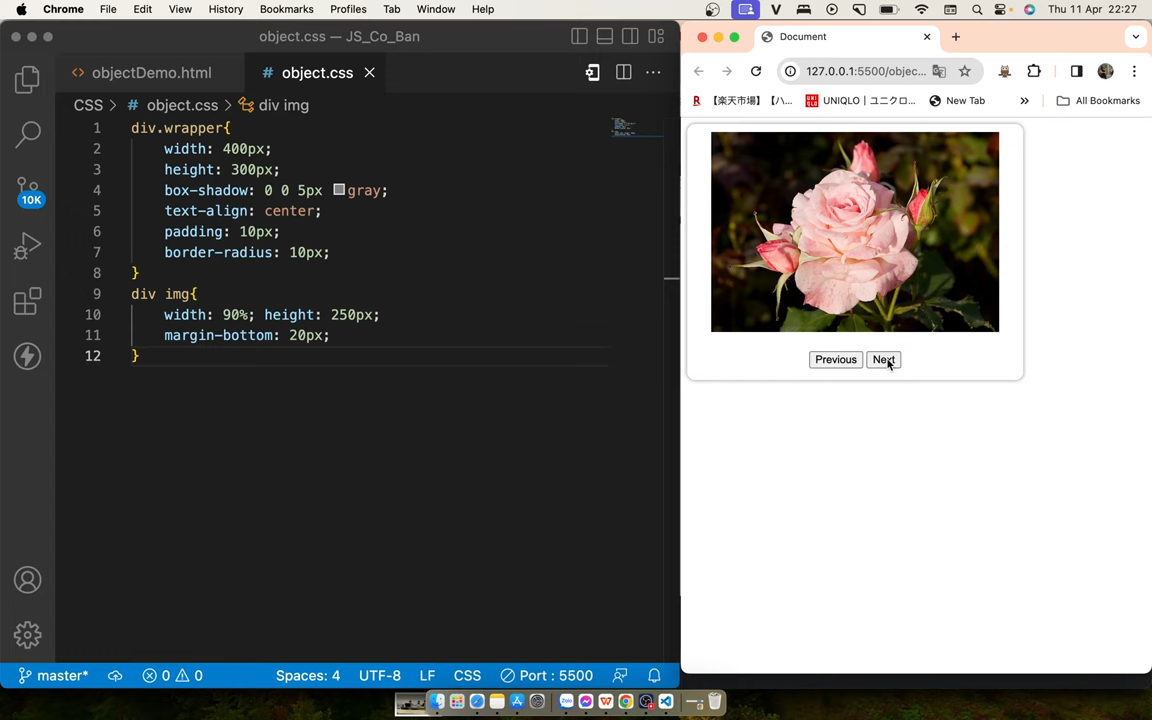 Chrome File Edit View History Bookmarks Profiles Tab Window Help Thu 11 Apr 22:27
object.css — JS_Co_Ban
objectDemo.html # object.css
CSS > # object.css > div img
1 div.wrapper{
2 width: 400px;
3 height: 300px;
4 box-shadow: 0 0 5px gray;
5 text-align: center;
6 padding: 10px;
7 border-radius: 10px;
8 }
9 div img{
10 width: 90%; height: 250px;
11 margin-bottom: 20px;
12 }
10K
master* 0 0 Spaces: 4 UTF-8 LF CSS Port : 5500
Document
127.0.0.1:5500/objec...
R 【楽天市場】【ハ... UNIQLO | ユニクロ... New Tab » All Bookmarks
Previous Next